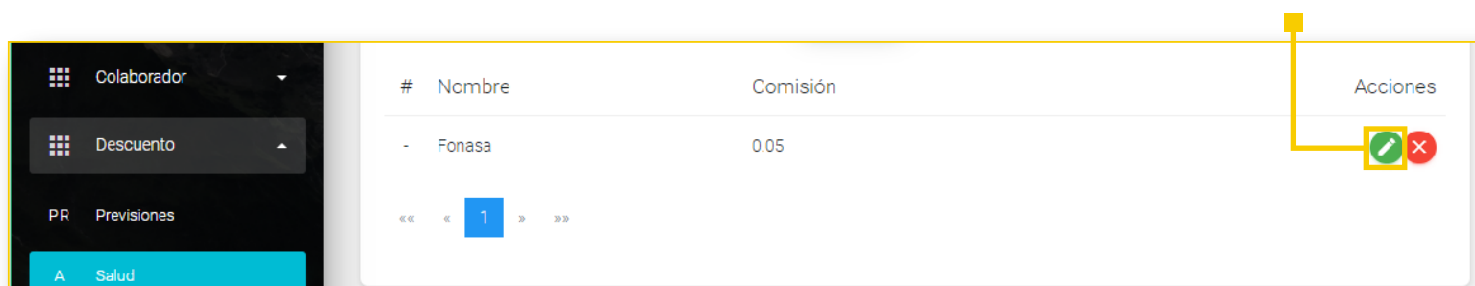 Colaborador
# Nombre Comisión Acciones
Descuento
- Fonasa 0.05
PR Previsiones
«« « 1 » »»
A Salud